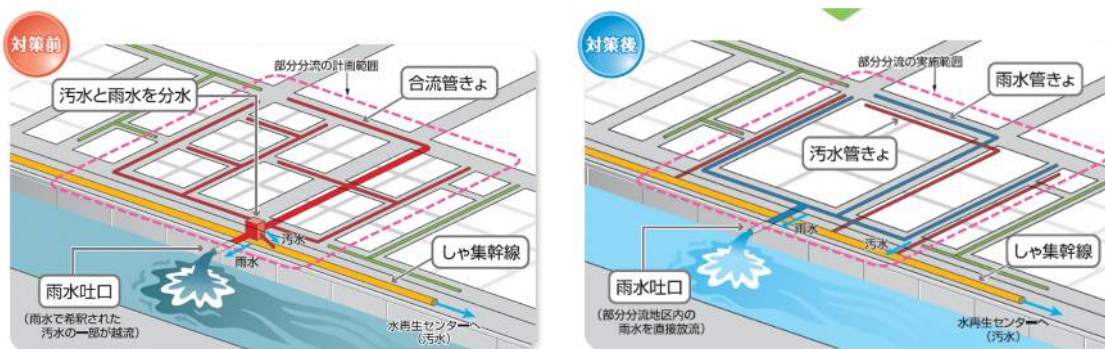 対策前
部分分流の計画範囲
汚水と雨水を分水
合流管きょ
汚水
雨水
しゃ集幹線
雨水吐口
(雨水で希釈された
汚水の一部が越流)
水再生センターへ
(汚水)
対策後
部分分流の実施範囲
雨水管きょ
汚水管きょ
雨水
汚水
しゃ集幹線
雨水吐口
(部分分流地区内の
雨水を直接放流)
水再生センターへ
(汚水)